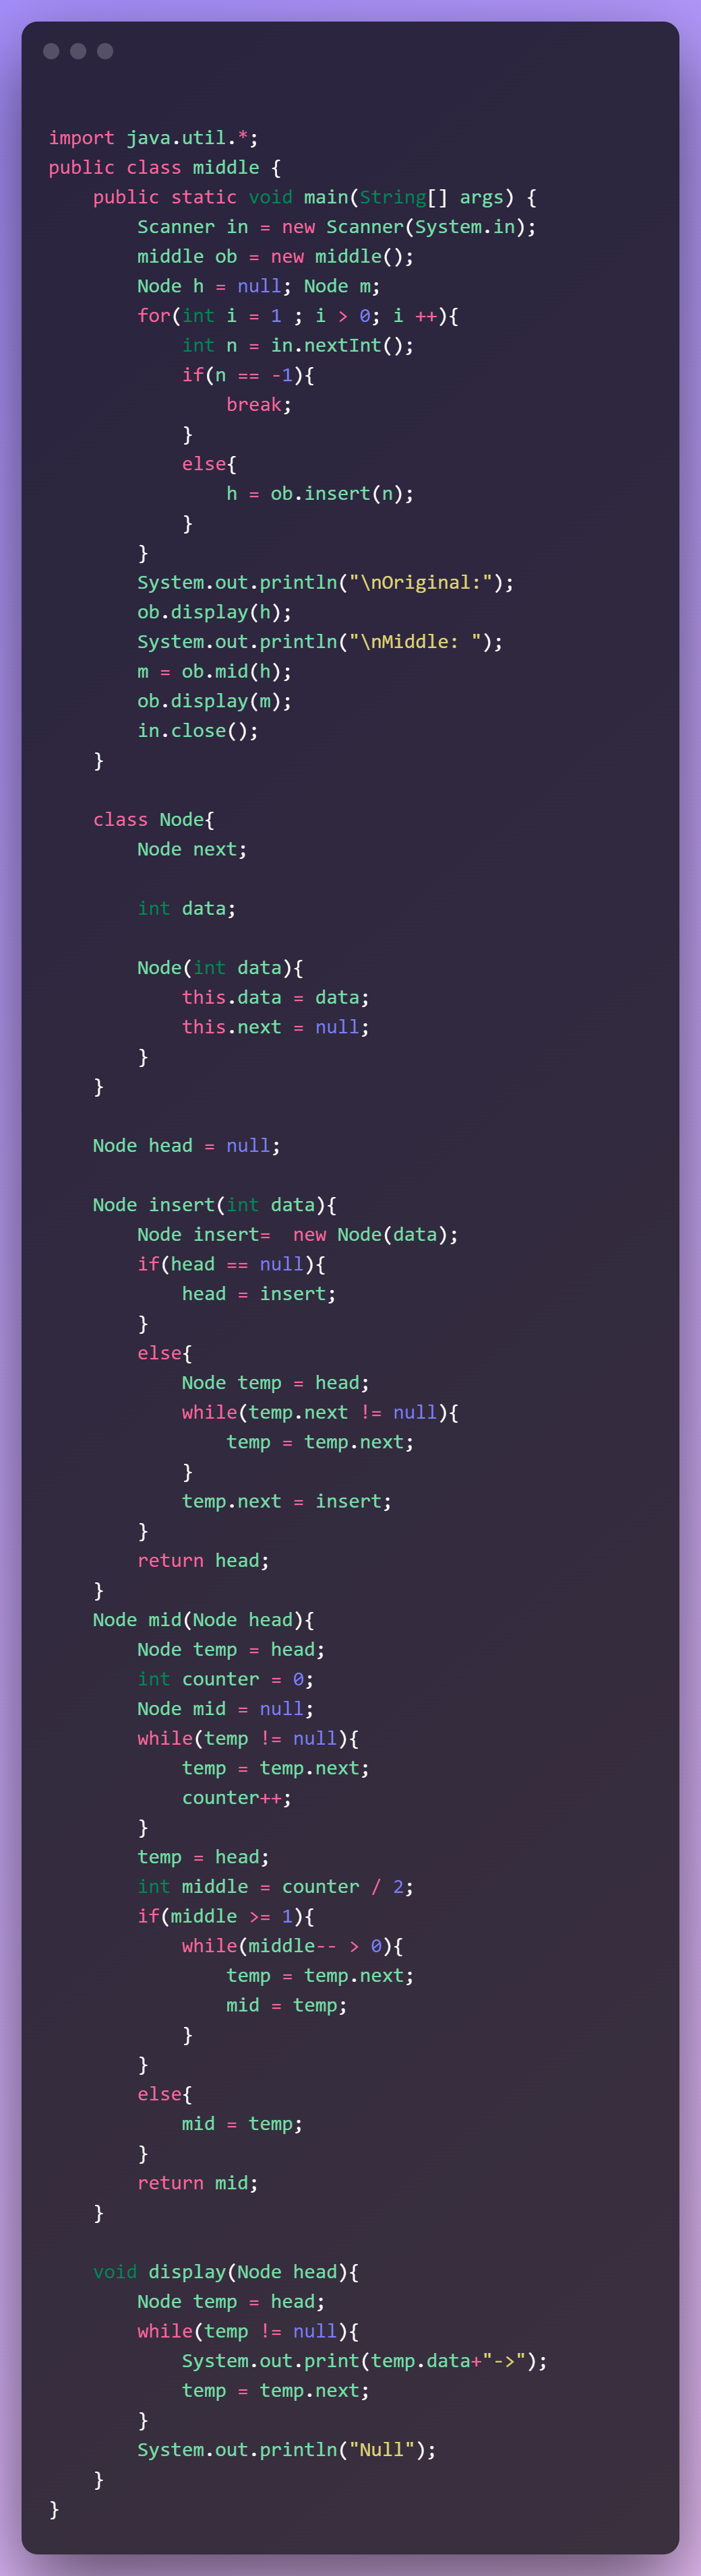 import java.util.*;
public class middle {
    public static void main(String[] args) {
        Scanner in = new Scanner(System.in);
        middle ob = new middle();
        Node h = null; Node m;
        for(int i = 1 ; i > 0; i ++){
            int n = in.nextInt();
            if(n == -1){
                break;
            }
            else{
                h = ob.insert(n);
            }
        }
        System.out.println("\nOriginal:");
        ob.display(h);
        System.out.println("\nMiddle: ");
        m = ob.mid(h);
        ob.display(m);
        in.close();
    }

    class Node{
        Node next;

        int data;

        Node(int data){
            this.data = data;
            this.next = null;
        }
    }

    Node head = null;

    Node insert(int data){
        Node insert=  new Node(data);
        if(head == null){
            head = insert;
        }
        else{
            Node temp = head;
            while(temp.next != null){
                temp = temp.next;
            }
            temp.next = insert;
        }
        return head;
    }
    Node mid(Node head){
        Node temp = head;
        int counter = 0;
        Node mid = null;
        while(temp != null){
            temp = temp.next;
            counter++;
        }
        temp = head;
        int middle = counter / 2;
        if(middle >= 1){
            while(middle-- > 0){
                temp = temp.next;
                mid = temp;
            }
        }
        else{
            mid = temp;
        }
        return mid;
    }

    void display(Node head){
        Node temp = head;
        while(temp != null){
            System.out.print(temp.data+"->");
            temp = temp.next;
        }
        System.out.println("Null");
    }
}